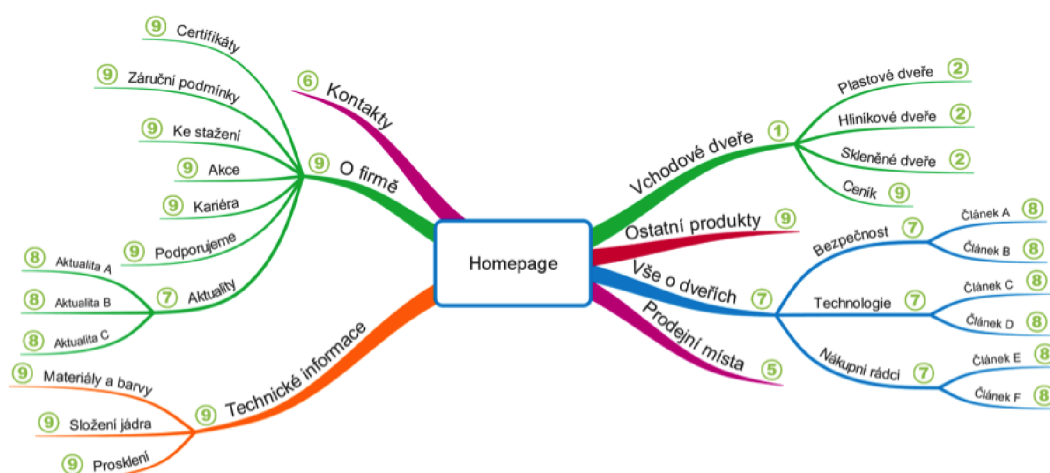 Homepage
6 Kontakty
9 O firmě
9 Certifikáty
9 Záruční podmínky
9 Ke stažení
9 Akce
9 Kariéra
9 Podporujeme
7 Aktuality
8 Aktualita A
8 Aktualita B
8 Aktualita C
9 Technické informace
9 Materiály a barvy
9 Složení jádra
9 Prosklení
Vchodové dveře 1
Plastové dveře 2
Hliníkové dveře 2
Skleněné dveře 2
Ceník 9
Ostatní produkty 9
Vše o dveřích 7
Bezpečnost 7
Článek A 8
Článek B 8
Technologie 7
Článek C 8
Článek D 8
Nákupní rádci 7
Článek E 8
Článek F 8
Prodejní místa 5